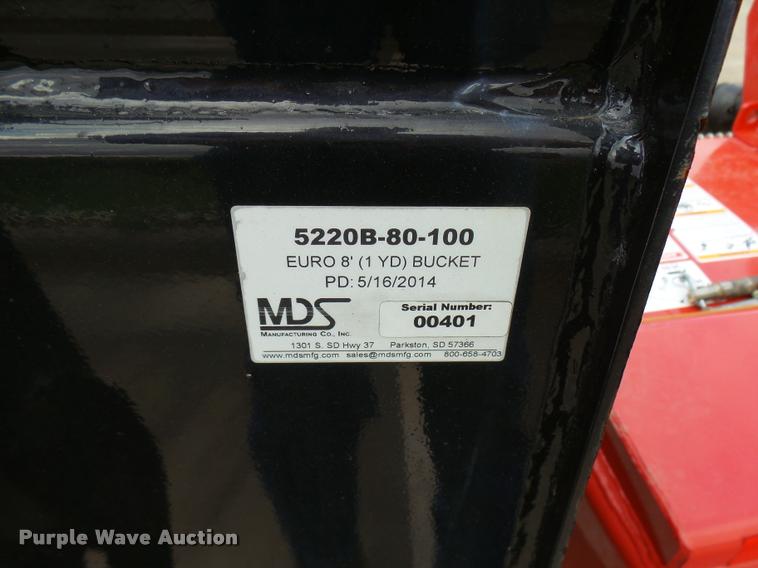 5220B-80-100
EURO 8' (1 YD) BUCKET
PD: 5/16/2014
MDS
MANUFACTURING CO., INC.
Serial Number:
00401
1301 S. SD Hwy 37 Parkston, SD 57366
www.mdsmfg.com sales@mdsmfg.com 800-658-4703
Purple Wave Auction